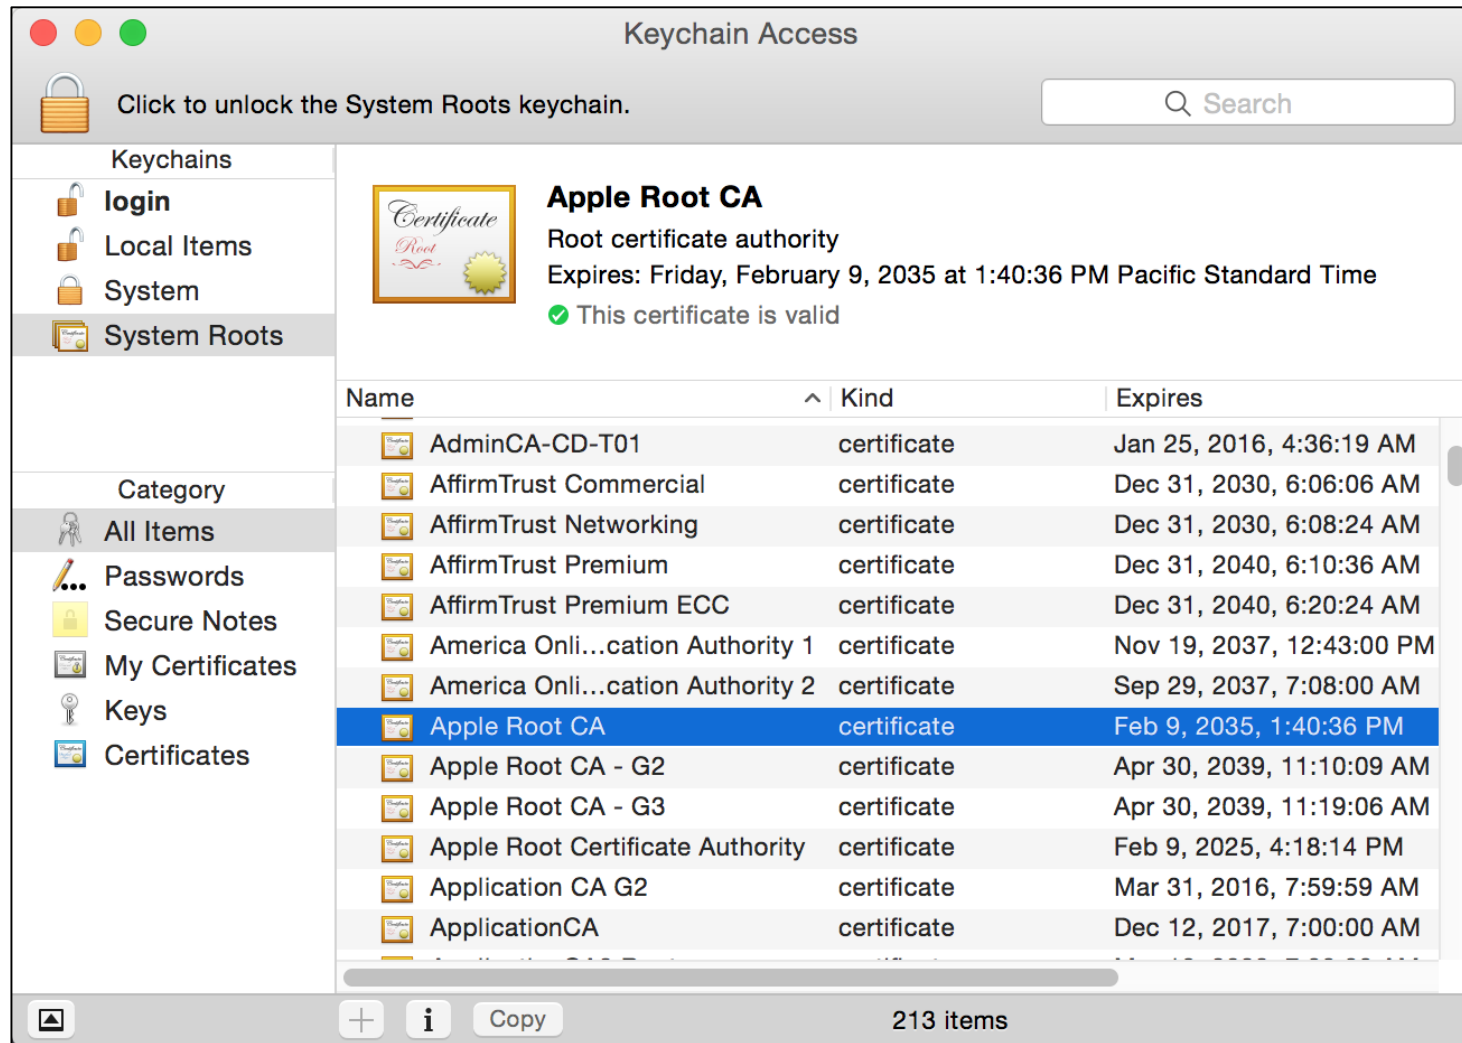 Keychain Access
Click to unlock the System Roots keychain.
Search
Keychains
login
Local Items
System
System Roots
Category
All Items
Passwords
Secure Notes
My Certificates
Keys
Certificates
Certificate
Root
Apple Root CA
Root certificate authority
Expires: Friday, February 9, 2035 at 1:40:36 PM Pacific Standard Time
This certificate is valid
Name Kind Expires
AdminCA-CD-T01 certificate Jan 25, 2016, 4:36:19 AM
AffirmTrust Commercial certificate Dec 31, 2030, 6:06:06 AM
AffirmTrust Networking certificate Dec 31, 2030, 6:08:24 AM
AffirmTrust Premium certificate Dec 31, 2040, 6:10:36 AM
AffirmTrust Premium ECC certificate Dec 31, 2040, 6:20:24 AM
America Onli...cation Authority 1 certificate Nov 19, 2037, 12:43:00 PM
America Onli...cation Authority 2 certificate Sep 29, 2037, 7:08:00 AM
Apple Root CA certificate Feb 9, 2035, 1:40:36 PM
Apple Root CA - G2 certificate Apr 30, 2039, 11:10:09 AM
Apple Root CA - G3 certificate Apr 30, 2039, 11:19:06 AM
Apple Root Certificate Authority certificate Feb 9, 2025, 4:18:14 PM
Application CA G2 certificate Mar 31, 2016, 7:59:59 AM
ApplicationCA certificate Dec 12, 2017, 7:00:00 AM
Copy
213 items